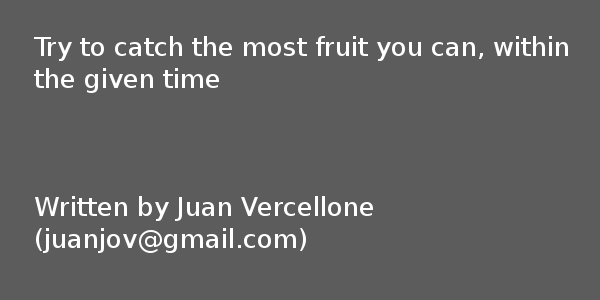 Try to catch the most fruit you can, within
the given time
Written by Juan Vercellone
(juanjov@gmail.com)